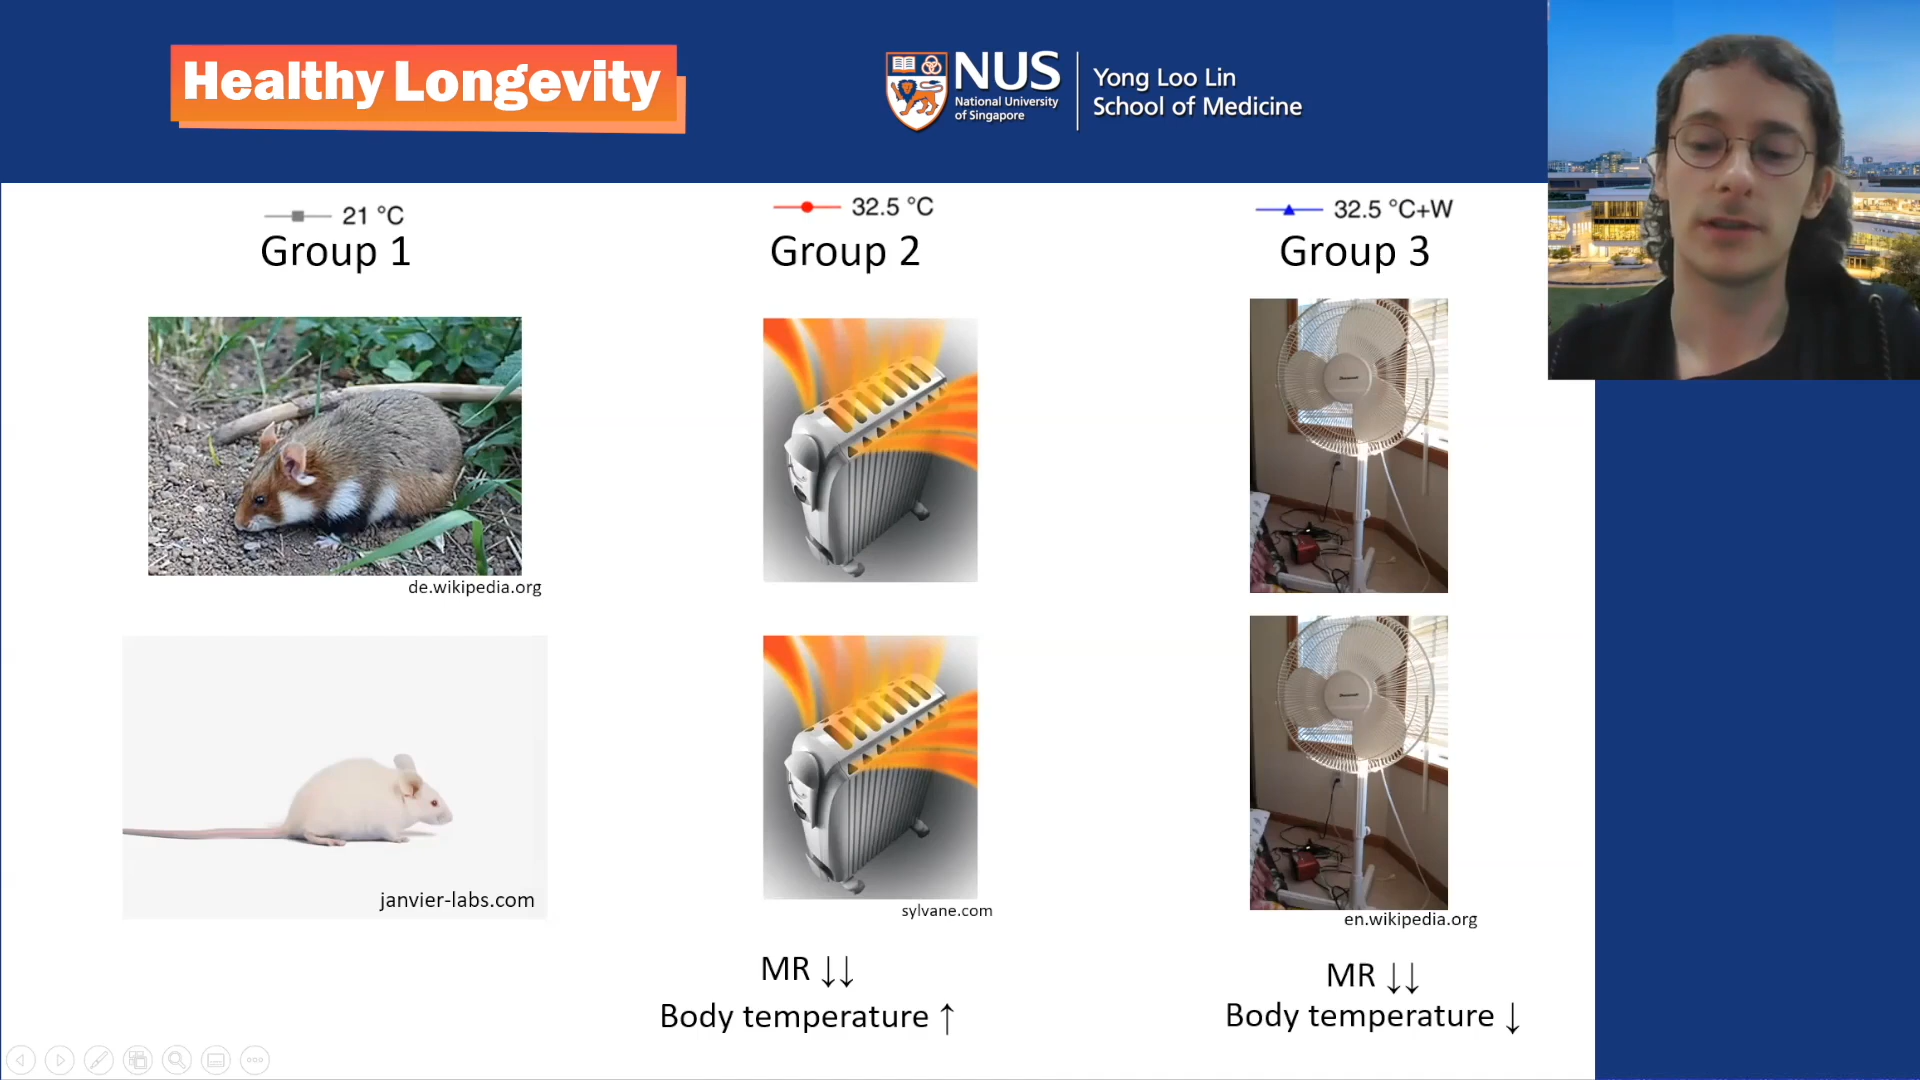 Healthy Longevity
NUS
National University
of Singapore
Yong Loo Lin
School of Medicine
21 °C
Group 1
32.5 °C
Group 2
32.5 °C+W
Group 3
de.wikipedia.org
janvier-labs.com
sylvane.com
en.wikipedia.org
MR ↓↓
Body temperature ↑
MR ↓↓
Body temperature ↓